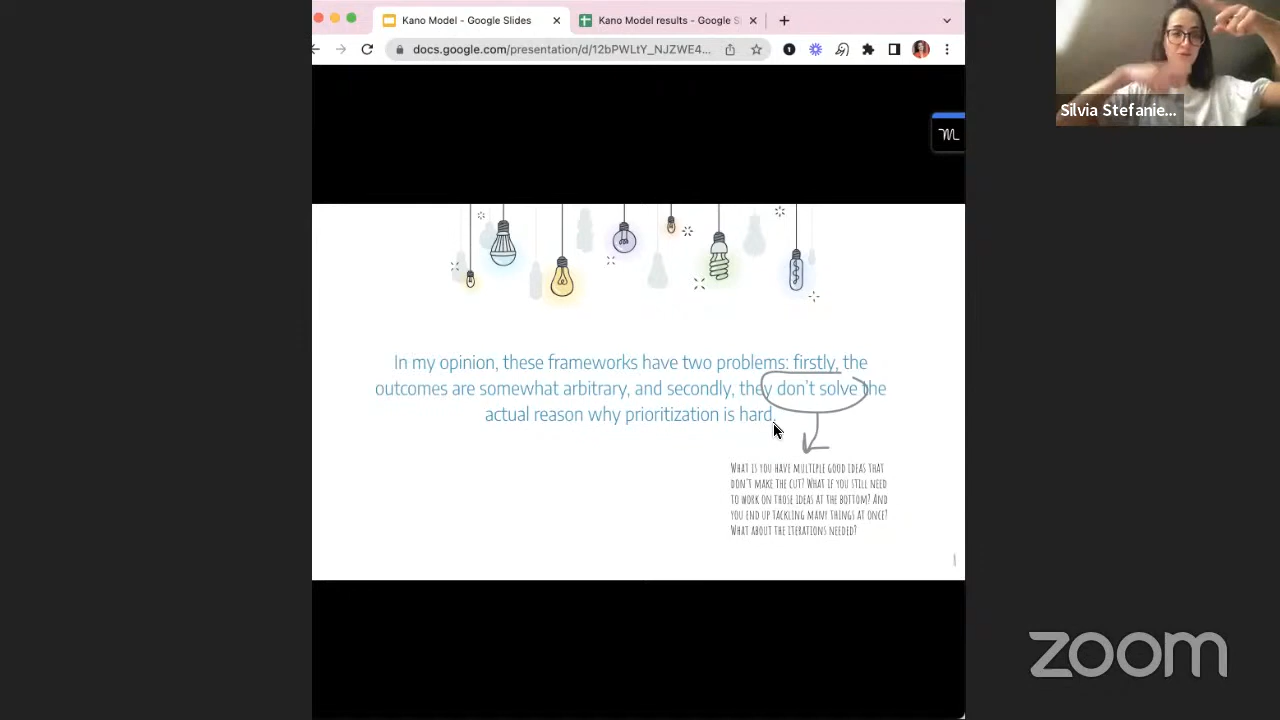 Kano Model - Google Slides
Kano Model results - Google S
docs.google.com/presentation/d/12bPWLtY_NJZWE4...
Silvia Stefanie...
In my opinion, these frameworks have two problems: firstly, the
outcomes are somewhat arbitrary, and secondly, they don't solve the
actual reason why prioritization is hard.
What is you have multiple good ideas that
don't make the cut? What if you still need
to work on those ideas at the bottom? And
you end up tackling many things at once?
What about the iterations needed?
zoom